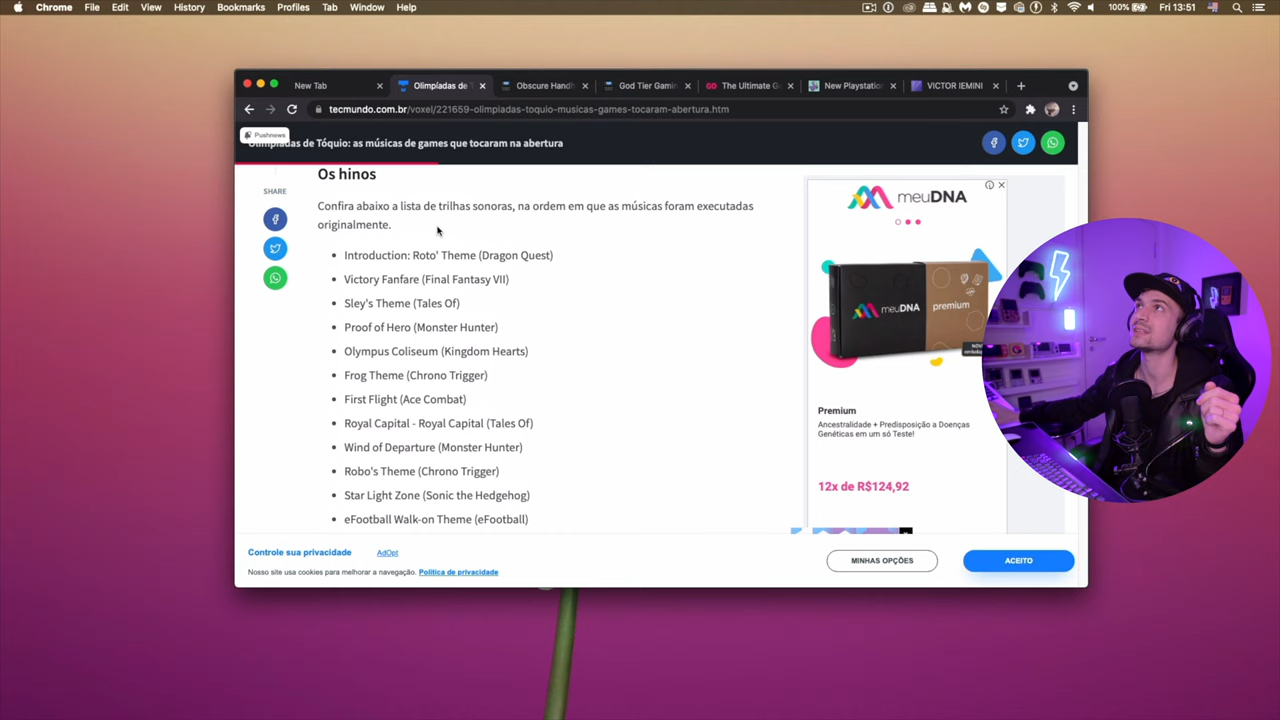 Chrome File Edit View History Bookmarks Profiles Tab Window Help 100% Fri 13:51
New Tab Olimpíadas de T Obscure Handh God Tier Gamin GO The Ultimate G New Playstation VICTOR IEMINI
tecmundo.com.br/voxel/221659-olimpiadas-toquio-musicas-games-tocaram-abertura.htm
Pushnews
Olimpíadas de Tóquio: as músicas de games que tocaram na abertura
Os hinos
SHARE
Confira abaixo a lista de trilhas sonoras, na ordem em que as músicas foram executadas
originalmente.
• Introduction: Roto' Theme (Dragon Quest)
• Victory Fanfare (Final Fantasy VII)
• Sley's Theme (Tales Of)
• Proof of Hero (Monster Hunter)
• Olympus Coliseum (Kingdom Hearts)
• Frog Theme (Chrono Trigger)
• First Flight (Ace Combat)
• Royal Capital - Royal Capital (Tales Of)
• Wind of Departure (Monster Hunter)
• Robo's Theme (Chrono Trigger)
• Star Light Zone (Sonic the Hedgehog)
• eFootball Walk-on Theme (eFootball)
meuDNA
meuDNA
premium
Premium
Ancestralidade + Predisposição a Doenças
Genéticas em um só Teste!
12x de R$124,92
Controle sua privacidade AdOpt
Nosso site usa cookies para melhorar a navegação. Política de privacidade
MINHAS OPÇÕES
ACEITO